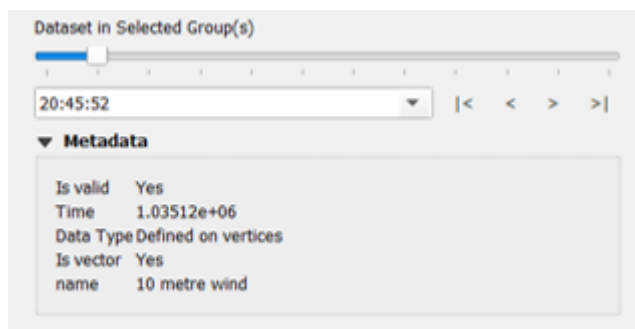 Dataset in Selected Group(s)
20:45:52 |< < > >|
Metadata
Is valid Yes
Time 1.03512e+06
Data Type Defined on vertices
Is vector Yes
name 10 metre wind